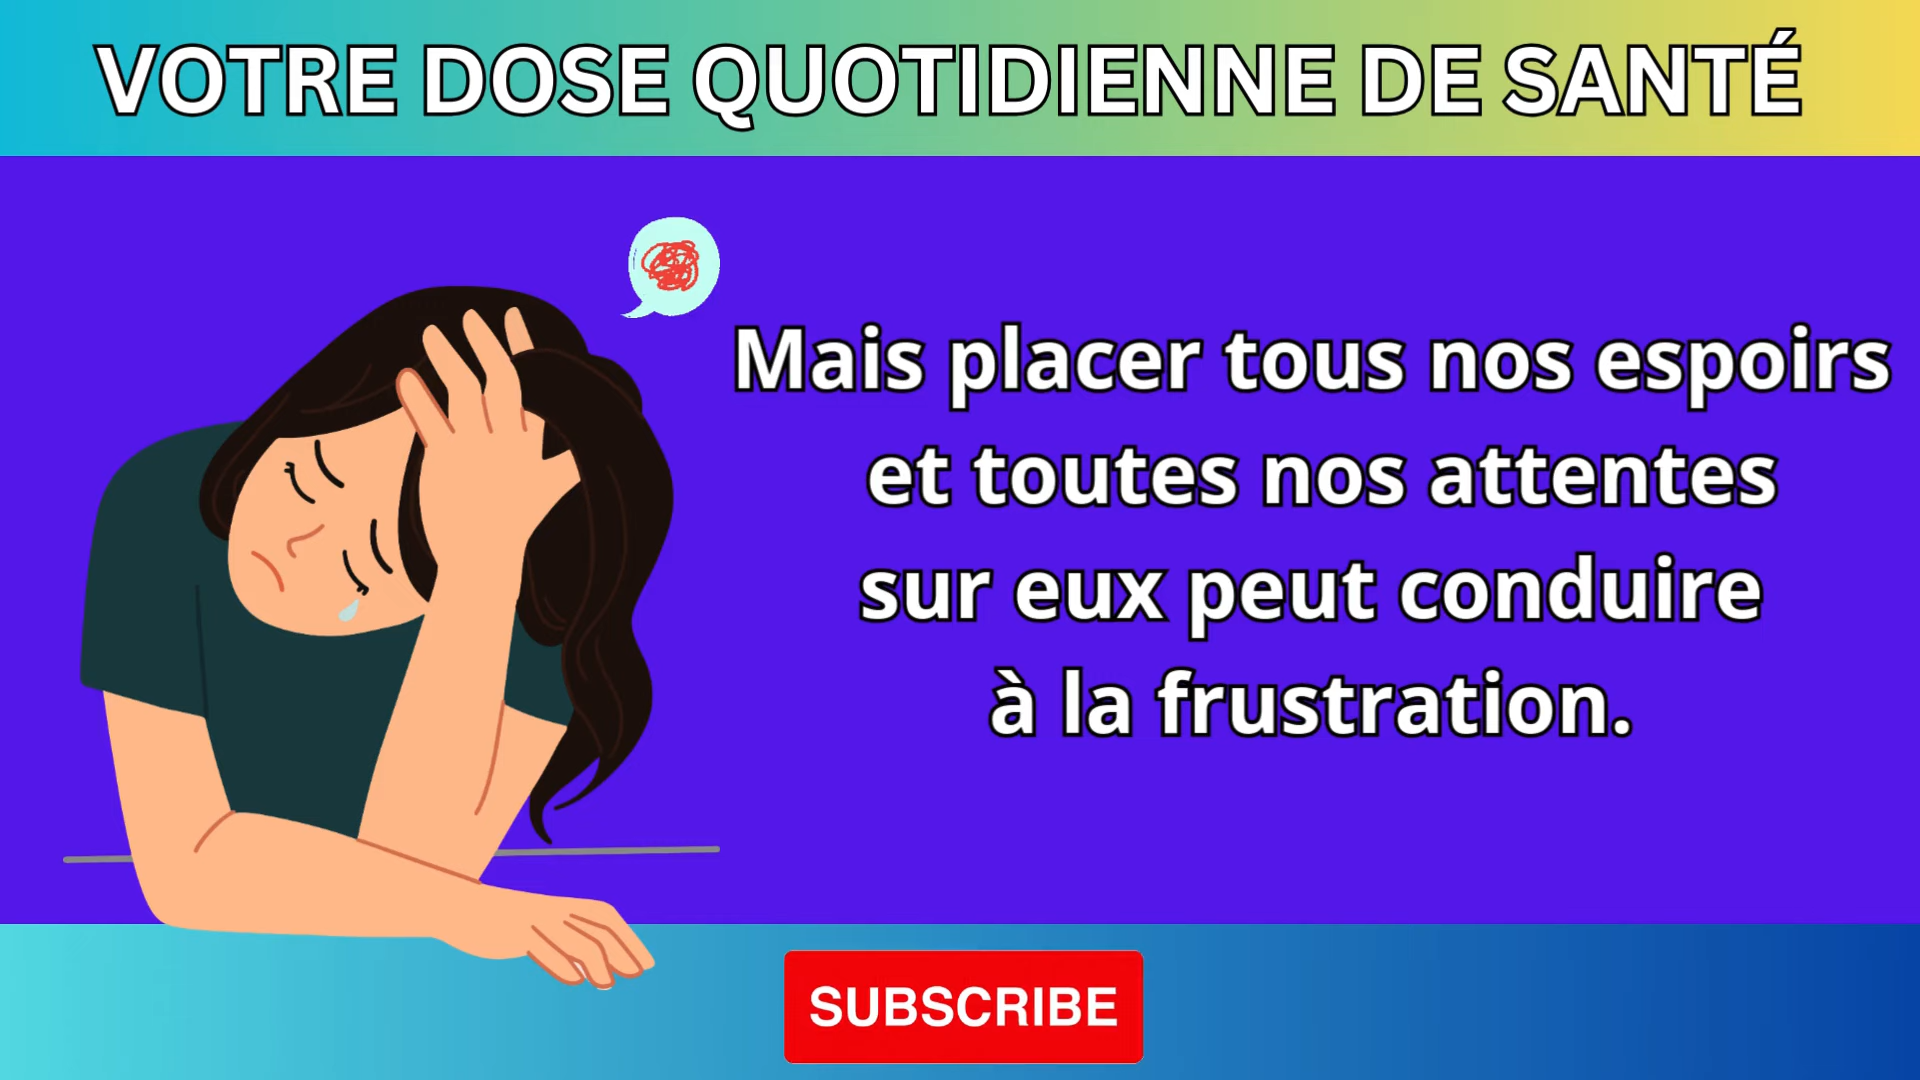 VOTRE DOSE QUOTIDIENNE DE SANTÉ
Mais placer tous nos espoirs
et toutes nos attentes
sur eux peut conduire
à la frustration.
SUBSCRIBE